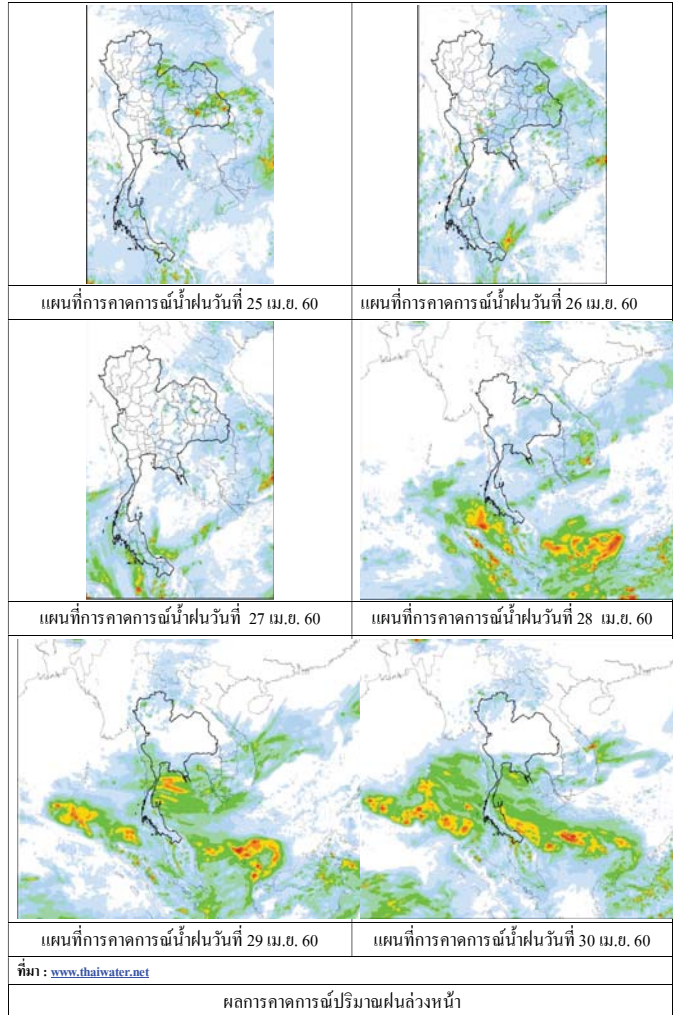 แผนที่การคาดการณ์น้ำฝนวันที่ 25 เม.ย. 60
แผนที่การคาดการณ์น้ำฝนวันที่ 26 เม.ย. 60
แผนที่การคาดการณ์น้ำฝนวันที่ 27 เม.ย. 60
แผนที่การคาดการณ์น้ำฝนวันที่ 28 เม.ย. 60
แผนที่การคาดการณ์น้ำฝนวันที่ 29 เม.ย. 60
แผนที่การคาดการณ์น้ำฝนวันที่ 30 เม.ย. 60
ที่มา : www.thaiwater.net
ผลการคาดการณ์ปริมาณฝนล่วงหน้า